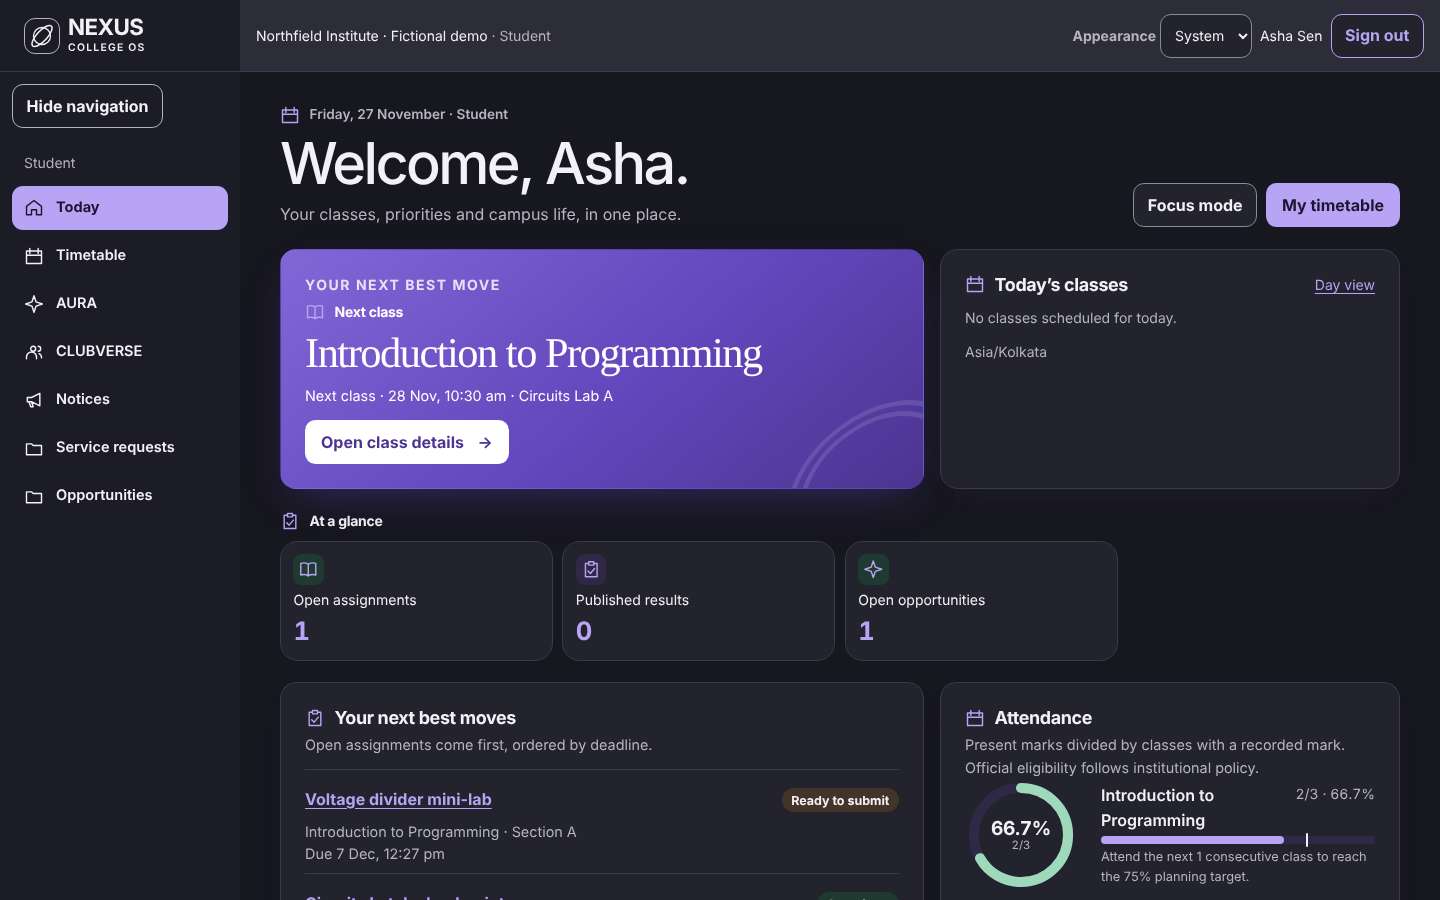 NEXUS
COLLEGE OS
Northfield Institute · Fictional demo · Student
Appearance
System
Asha Sen
Sign out
Hide navigation
Student
Today
Timetable
AURA
CLUBVERSE
Notices
Service requests
Opportunities
Friday, 27 November · Student
Welcome, Asha.
Your classes, priorities and campus life, in one place.
Focus mode
My timetable
YOUR NEXT BEST MOVE
Next class
Introduction to Programming
Next class · 28 Nov, 10:30 am · Circuits Lab A
Open class details →
Today’s classes
Day view
No classes scheduled for today.
Asia/Kolkata
At a glance
Open assignments
1
Published results
0
Open opportunities
1
Your next best moves
Open assignments come first, ordered by deadline.
Voltage divider mini-lab
Ready to submit
Introduction to Programming · Section A
Due 7 Dec, 12:27 pm
Attendance
Present marks divided by classes with a recorded mark.
Official eligibility follows institutional policy.
66.7%
2/3
Introduction to
Programming
2/3 · 66.7%
Attend the next 1 consecutive class to reach
the 75% planning target.